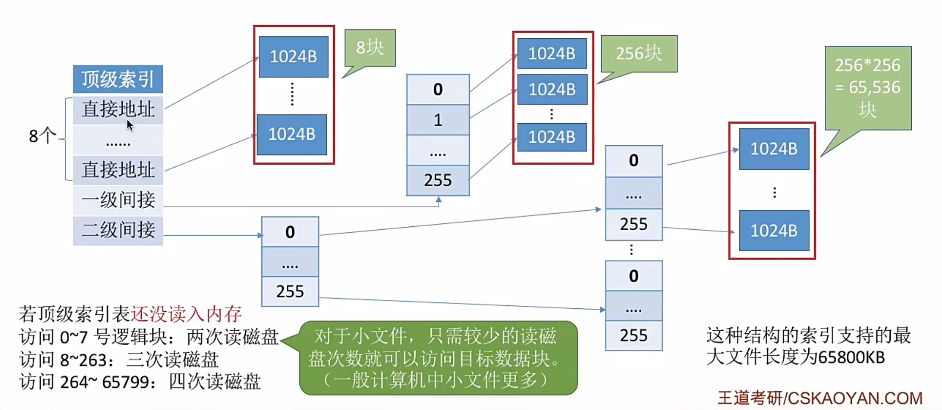 顶级索引
8个
直接地址
......
直接地址
一级间接
二级间接
1024B
1024B
8块
0
1
....
255
1024B
1024B
1024B
256块
0
....
255
0
....
255
0
....
255
1024B
1024B
256*256
= 65,536
块
若顶级索引表还没读入内存
访问 0~7 号逻辑块：两次读磁盘
访问 8~263：三次读磁盘
访问 264~ 65799：四次读磁盘
对于小文件，只需较少的读磁
盘次数就可以访问目标数据块。
（一般计算机中小文件更多）
这种结构的索引支持的最
大文件长度为65800KB
王道考研/CSKAOYAN.COM